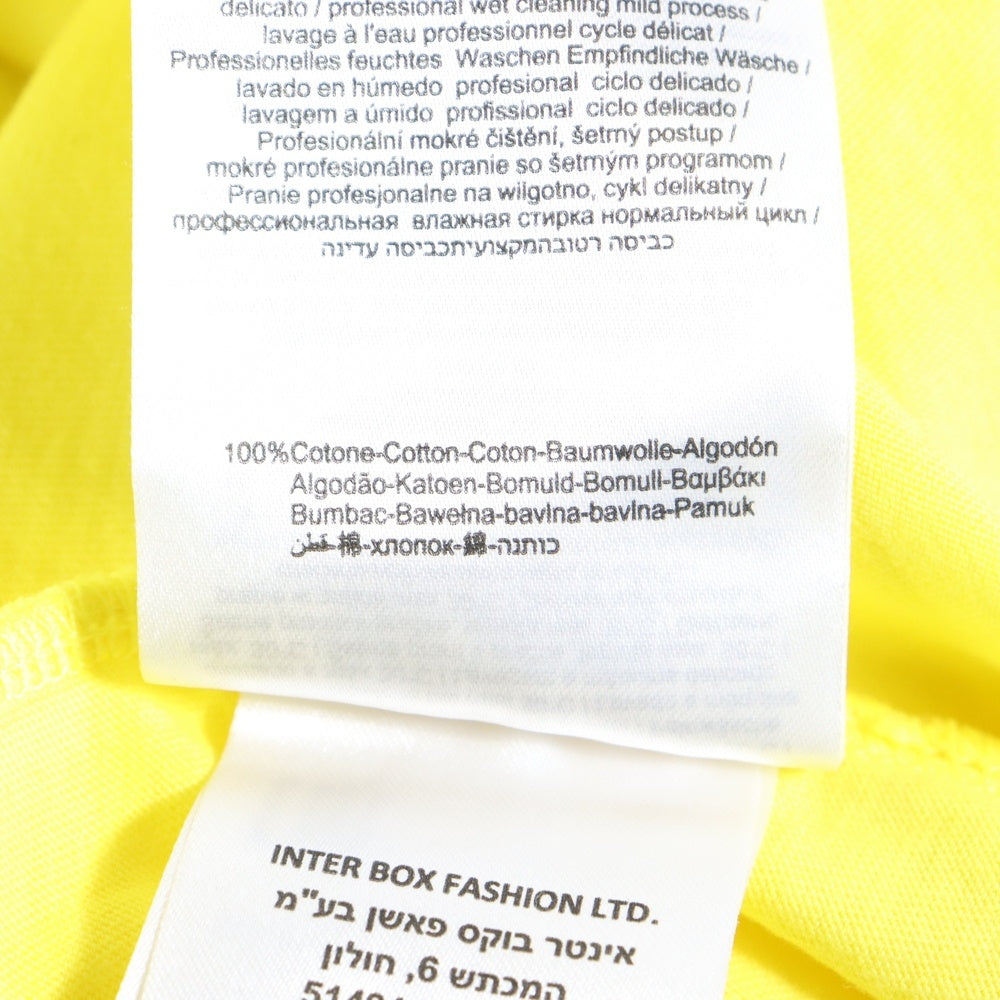 delicato / professional wet cleaning mild process /
lavage à l'eau professionnel cycle délicat /
Professionelles feuchtes Waschen Empfindliche Wäsche /
lavado en húmedo profesional ciclo delicado /
lavagem a úmido profissional ciclo delicado /
Profesionální mokré čištění, šetrný postup /
mokré profesionálne pranie so šetrným programom /
Pranie profesjonalne na wilgotno, cykl delikatny /
профессиональная влажная стирка нормальный цикл /
כביסה רטובהמקצועיתכביסה עדינה
100%Cotone-Cotton-Coton-Baumwolle-Algodón
Algodão-Katoen-Bomuld-Bomull-Βαμβάκι
Bumbac-Bawełna-bavlna-bavlna-Pamuk
قطن-棉-хлопок-綿-כותנה
INTER BOX FASHION LTD.
אינטר בוקס פאשן בע"מ
המכתש 6, חולון